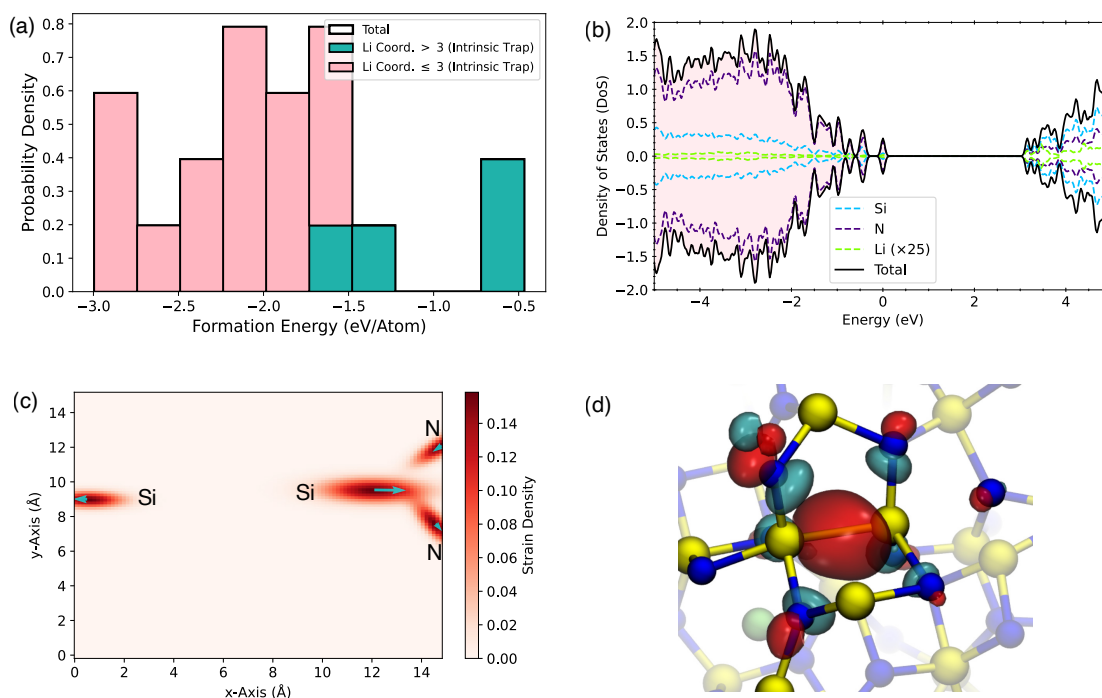 (a)
Probability Density
0.8
0.7
0.6
0.5
0.4
0.3
0.2
0.1
0.0
Total
Li Coord. > 3 (Intrinsic Trap)
Li Coord. ≤ 3 (Intrinsic Trap)
−3.0 −2.5 −2.0 −1.5 −1.0 −0.5
Formation Energy (eV/Atom)
(b)
Density of States (DoS)
2.0
1.5
1.0
0.5
0.0
−0.5
−1.0
−1.5
−2.0
Si
N
Li (×25)
Total
−4 −2 0 2 4
Energy (eV)
(c)
y-Axis (Å)
14
12
10
8
6
4
2
0
N
Si
Si
N
0 2 4 6 8 10 12 14
x-Axis (Å)
0.14
0.12
0.10
0.08
0.06
0.04
0.02
0.00
Strain Density
(d)